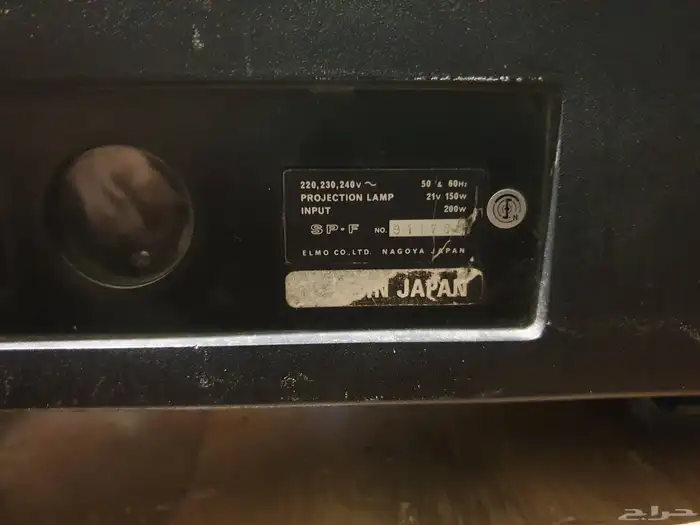 220,230,240V ~ 50 & 60Hz
PROJECTION LAMP 21V 150W
INPUT 200W
SP-F NO.
ELMO CO.,LTD. NAGOYA JAPAN
JAPAN
N
حراج